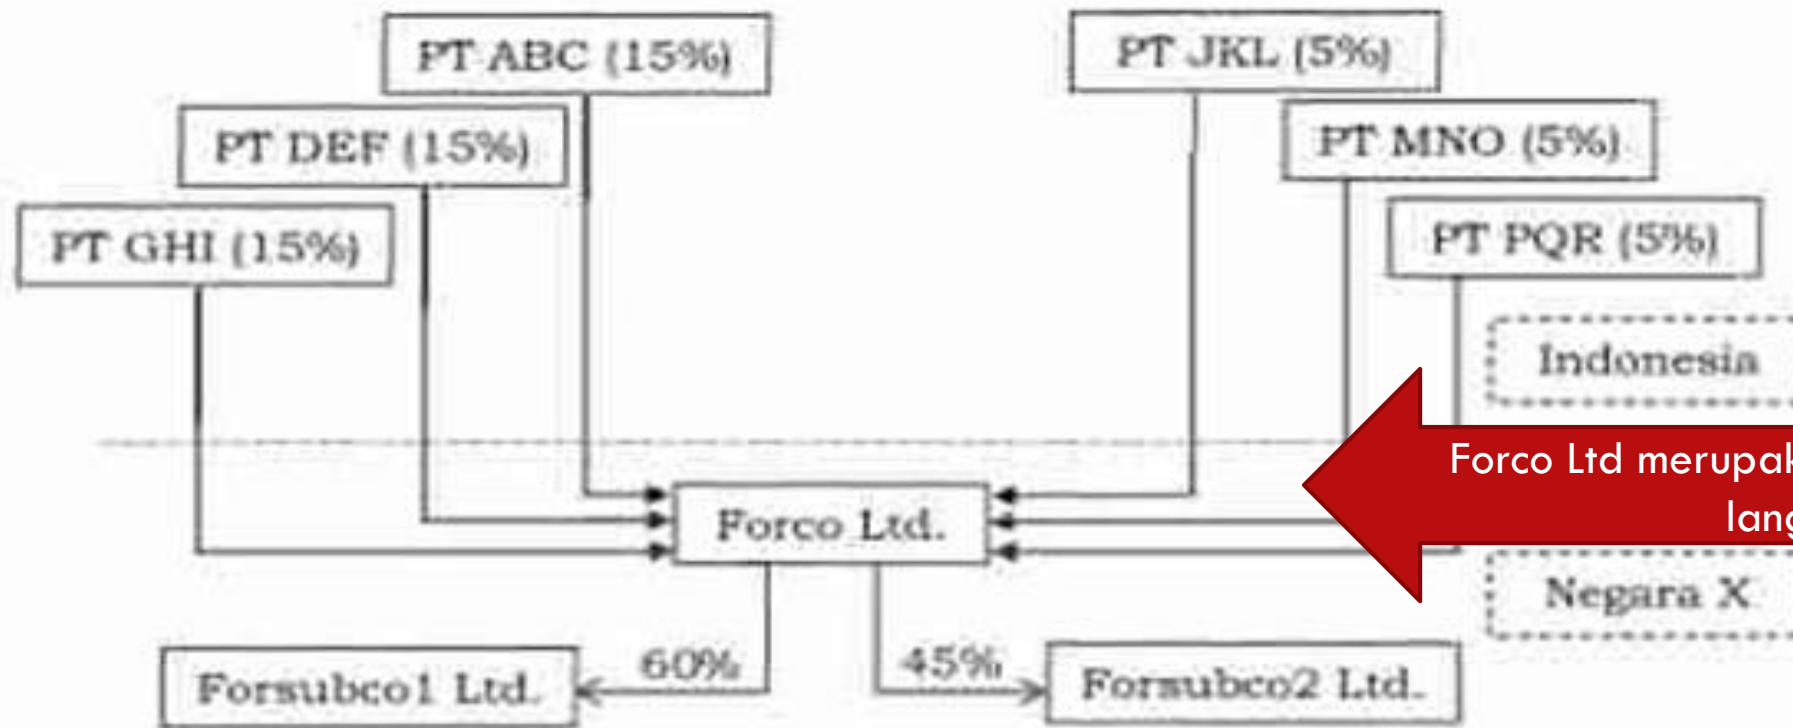 PT ABC (15%)
PT JKL (5%)
PT DEF (15%)
PT MNO (5%)
PT GHI (15%)
PT PQR (5%)
Indonesia
Forco Ltd merupak
lang
Forco Ltd.
Negara X
60%
45%
Forsubco1 Ltd.
Forsubco2 Ltd.